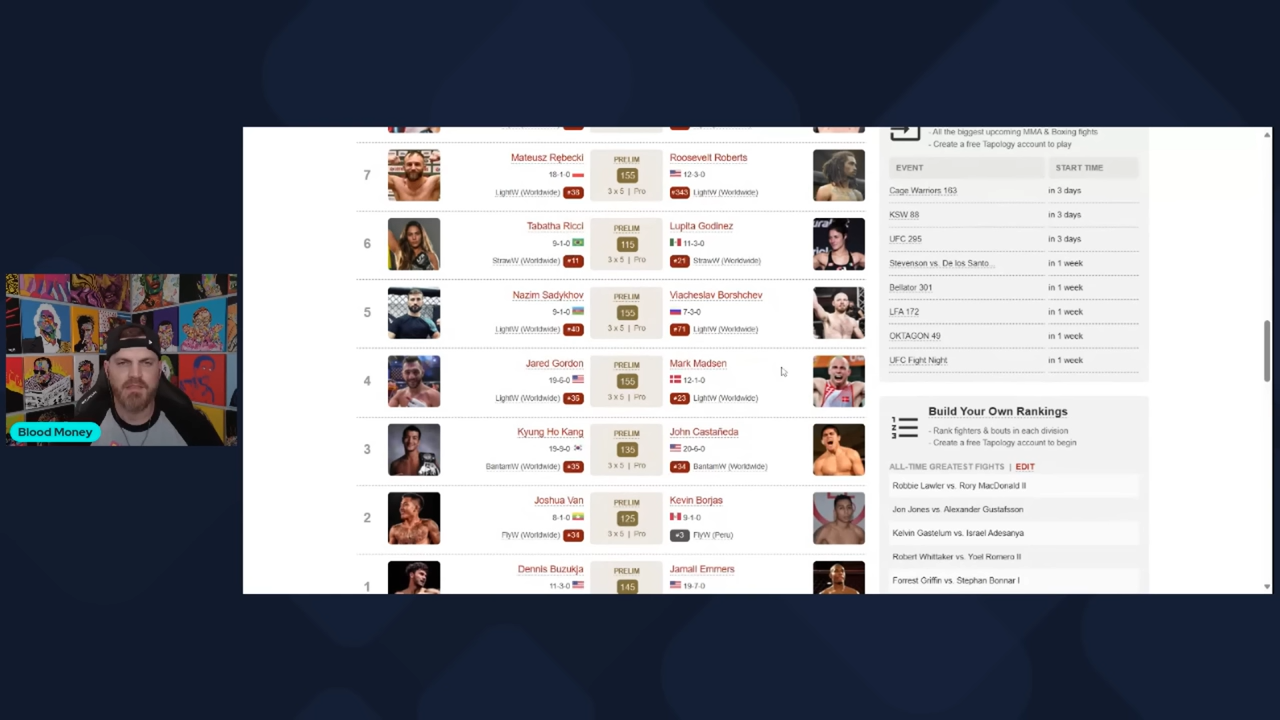 - All the biggest upcoming MMA & Boxing fights
- Create a free Tapology account to play
EVENT START TIME
Cage Warriors 163 in 3 days
KSW 88 in 3 days
UFC 295 in 3 days
Stevenson vs. De los Santo... in 1 week
Bellator 301 in 1 week
LFA 172 in 1 week
OKTAGON 49 in 1 week
UFC Fight Night in 1 week
Build Your Own Rankings
- Rank fighters & bouts in each division
- Create a free Tapology account to begin
ALL-TIME GREATEST FIGHTS | EDIT
Robbie Lawler vs. Rory MacDonald II
Jon Jones vs. Alexander Gustafsson
Kelvin Gastelum vs. Israel Adesanya
Robert Whittaker vs. Yoel Romero II
Forrest Griffin vs. Stephan Bonnar I
7 Mateusz Rębecki PRELIM Roosevelt Roberts
18-1-0 155 12-3-0
LightW (Worldwide) #38 3 x 5 | Pro #343 LightW (Worldwide)
6 Tabatha Ricci PRELIM Lupita Godinez
9-1-0 115 11-3-0
StrawW (Worldwide) #11 3 x 5 | Pro #21 StrawW (Worldwide)
5 Nazim Sadykhov PRELIM Viacheslav Borshchev
9-1-0 155 7-3-0
LightW (Worldwide) #49 3 x 5 | Pro #71 LightW (Worldwide)
4 Jared Gordon PRELIM Mark Madsen
19-6-0 155 12-1-0
LightW (Worldwide) #36 3 x 5 | Pro #23 LightW (Worldwide)
3 Kyung Ho Kang PRELIM John Castañeda
19-9-0 135 20-6-0
BantamW (Worldwide) #35 3 x 5 | Pro #34 BantamW (Worldwide)
2 Joshua Van PRELIM Kevin Borjas
8-1-0 125 9-1-0
FlyW (Worldwide) #34 3 x 5 | Pro #3 FlyW (Peru)
1 Dennis Buzukja PRELIM Jamall Emmers
11-3-0 145 19-7-0
Blood Money